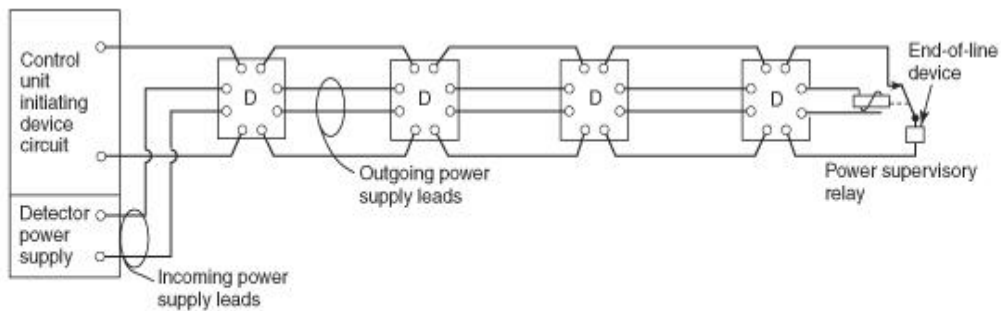 Control
unit
initiating
device
circuit
Detector
power
supply
D
D
D
D
End-of-line
device
Outgoing power
supply leads
Power supervisory
relay
Incoming power
supply leads